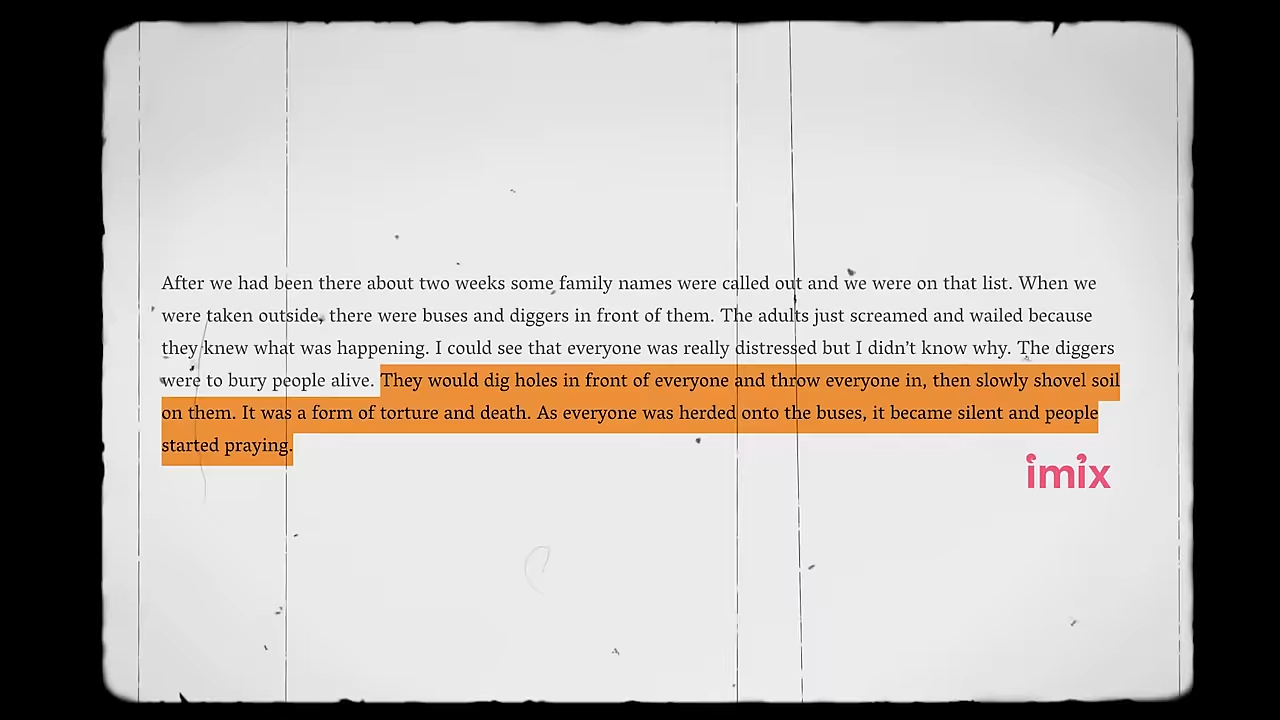 After we had been there about two weeks some family names were called out and we were on that list. When we
were taken outside, there were buses and diggers in front of them. The adults just screamed and wailed because
they knew what was happening. I could see that everyone was really distressed but I didn’t know why. The diggers
were to bury people alive. They would dig holes in front of everyone and throw everyone in, then slowly shovel soil
on them. It was a form of torture and death. As everyone was herded onto the buses, it became silent and people
started praying.
imix